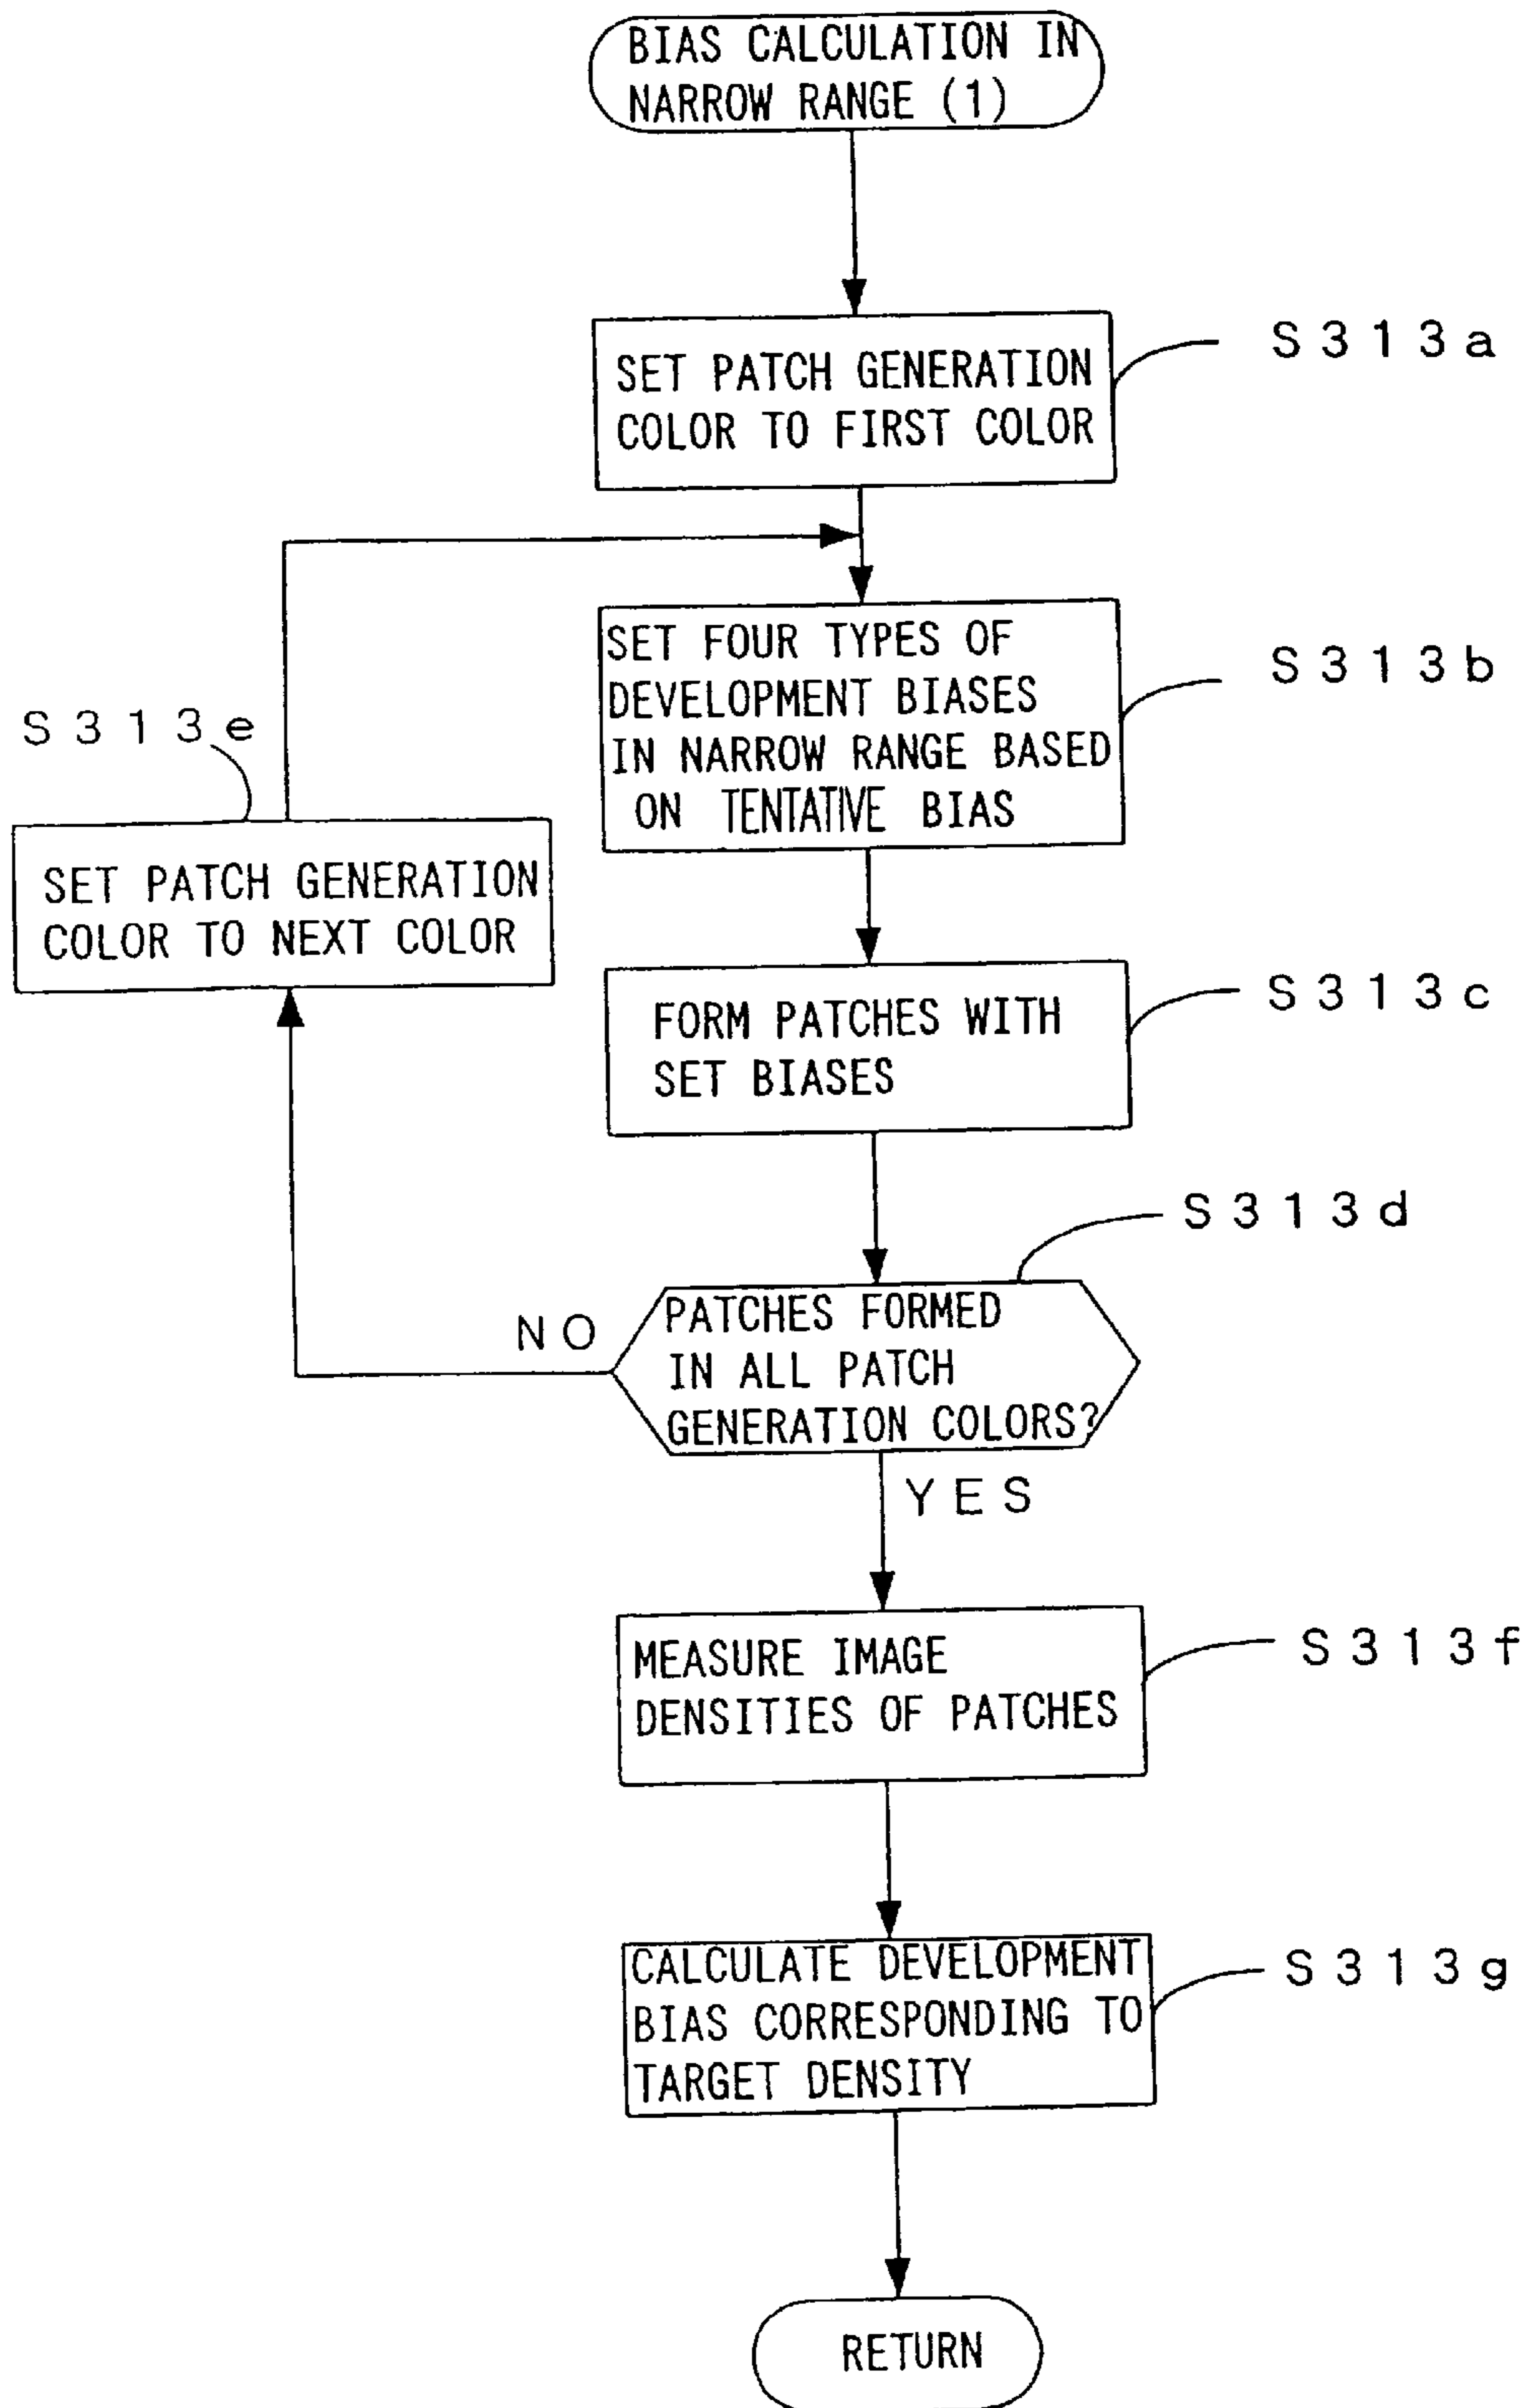 BIAS CALCULATION IN
NARROW RANGE (1)
SET PATCH GENERATION
COLOR TO FIRST COLOR
S313a
SET FOUR TYPES OF
DEVELOPMENT BIASES
IN NARROW RANGE BASED
ON TENTATIVE BIAS
S313b
S313e
SET PATCH GENERATION
COLOR TO NEXT COLOR
FORM PATCHES WITH
SET BIASES
S313c
S313d
NO
PATCHES FORMED
IN ALL PATCH
GENERATION COLORS?
YES
MEASURE IMAGE
DENSITIES OF PATCHES
S313f
CALCULATE DEVELOPMENT
BIAS CORRESPONDING TO
TARGET DENSITY
S313g
RETURN